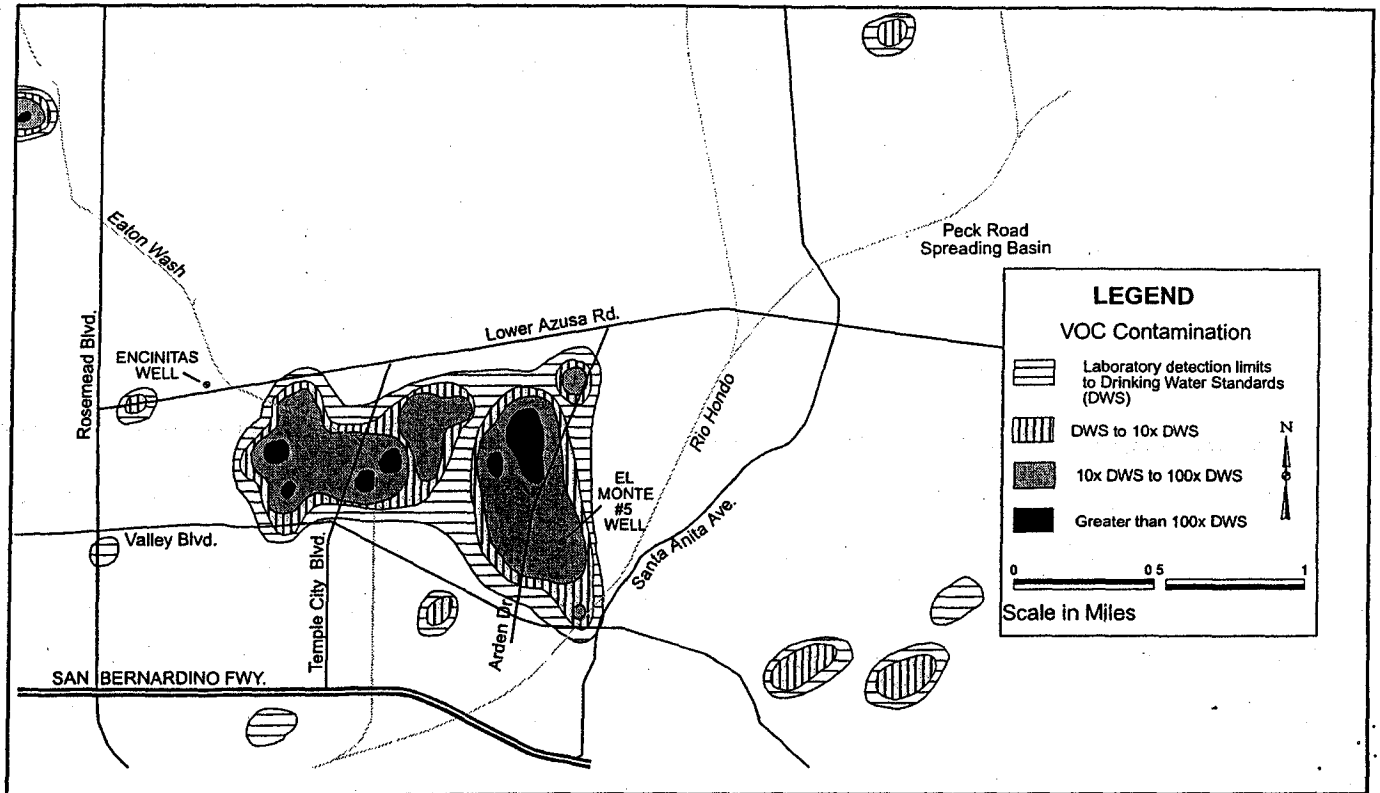 Eaton Wash
Peck Road
Spreading Basin
Rosemead Blvd.
ENCINITAS
WELL
Lower Azusa Rd.
Rio Hondo
EL
MONTE
#5
WELL
Santa Anita Ave.
Valley Blvd.
Temple City Blvd.
Arden Dr.
SAN BERNARDINO FWY.
LEGEND
VOC Contamination
Laboratory detection limits
to Drinking Water Standards
(DWS)
DWS to 10x DWS
N
10x DWS to 100x DWS
Greater than 100x DWS
0 0 5 1
Scale in Miles